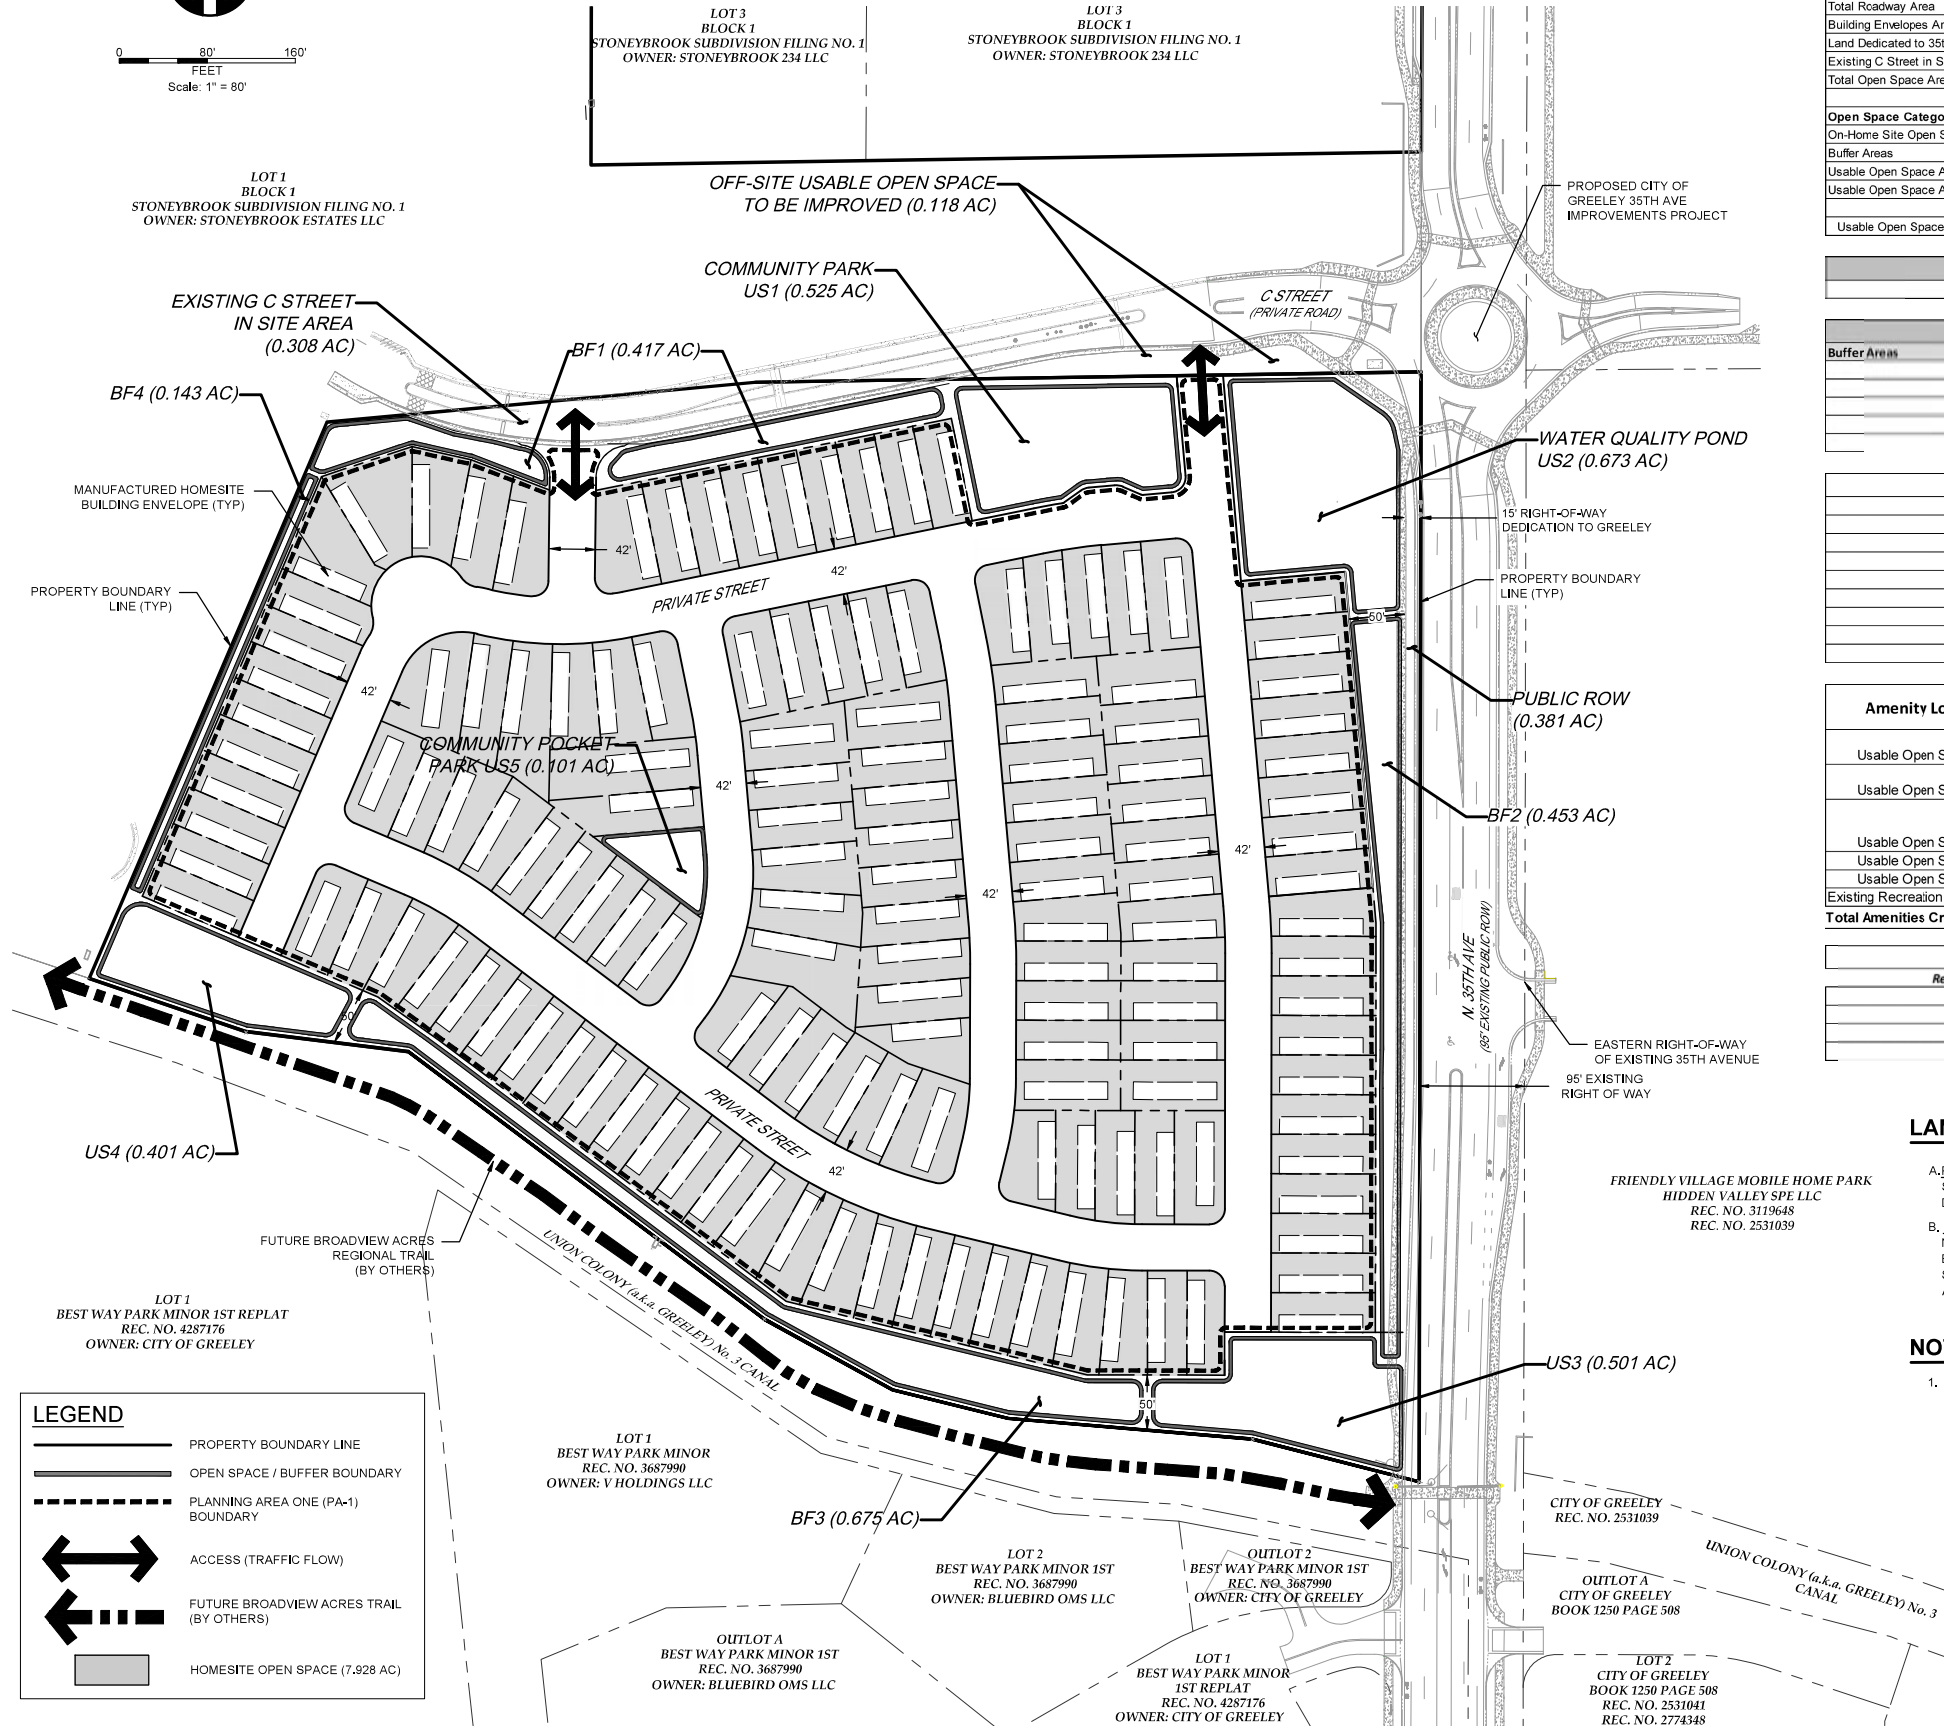 0 80' 160'
FEET
Scale: 1" = 80'
LOT 3
BLOCK 1
STONEYBROOK SUBDIVISION FILING NO. 1
OWNER: STONEYBROOK 234 LLC
LOT 3
BLOCK 1
STONEYBROOK SUBDIVISION FILING NO. 1
OWNER: STONEYBROOK 234 LLC
LOT 1
BLOCK 1
STONEYBROOK SUBDIVISION FILING NO. 1
OWNER: STONEYBROOK ESTATES LLC
OFF-SITE USABLE OPEN SPACE
TO BE IMPROVED (0.118 AC)
PROPOSED CITY OF
GREELEY 35TH AVE
IMPROVEMENTS PROJECT
COMMUNITY PARK
US1 (0.525 AC)
C STREET
(PRIVATE ROAD)
EXISTING C STREET
IN SITE AREA
(0.308 AC)
BF1 (0.417 AC)
BF4 (0.143 AC)
WATER QUALITY POND
US2 (0.673 AC)
MANUFACTURED HOMESITE
BUILDING ENVELOPE (TYP)
15' RIGHT-OF-WAY
DEDICATION TO GREELEY
42'
42'
PRIVATE STREET
PROPERTY BOUNDARY
LINE (TYP)
PROPERTY BOUNDARY
LINE (TYP)
50'
42'
PUBLIC ROW
(0.381 AC)
COMMUNITY POCKET
PARK US5 (0.101 AC)
42'
BF2 (0.453 AC)
42'
42'
N. 35TH AVE
(95' EXISTING PUBLIC ROW)
EASTERN RIGHT-OF-WAY
OF EXISTING 35TH AVENUE
95' EXISTING
RIGHT OF WAY
PRIVATE STREET
42'
US4 (0.401 AC)
FUTURE BROADVIEW ACRES
REGIONAL TRAIL
(BY OTHERS)
UNION COLONY (a.k.a. GREELEY) No. 3 CANAL
FRIENDLY VILLAGE MOBILE HOME PARK
HIDDEN VALLEY SPE LLC
REC. NO. 3119648
REC. NO. 2531039
LOT 1
BEST WAY PARK MINOR 1ST REPLAT
REC. NO. 4287176
OWNER: CITY OF GREELEY
US3 (0.501 AC)
50'
LOT 1
BEST WAY PARK MINOR
REC. NO. 3687990
OWNER: V HOLDINGS LLC
BF3 (0.675 AC)
LOT 2
BEST WAY PARK MINOR 1ST
REC. NO. 3687990
OWNER: BLUEBIRD OMS LLC
OUTLOT 2
BEST WAY PARK MINOR 1ST
REC. NO. 3687990
OWNER: CITY OF GREELEY
CITY OF GREELEY
REC. NO. 2531039
UNION COLONY (a.k.a. GREELEY) No. 3
CANAL
OUTLOT A
CITY OF GREELEY
BOOK 1250 PAGE 508
OUTLOT A
BEST WAY PARK MINOR 1ST
REC. NO. 3687990
OWNER: BLUEBIRD OMS LLC
LOT 1
BEST WAY PARK MINOR
1ST REPLAT
REC. NO. 4287176
OWNER: CITY OF GREELEY
LOT 2
CITY OF GREELEY
BOOK 1250 PAGE 508
REC. NO. 2531041
REC. NO. 2774348
LEGEND
PROPERTY BOUNDARY LINE
OPEN SPACE / BUFFER BOUNDARY
PLANNING AREA ONE (PA-1)
BOUNDARY
ACCESS (TRAFFIC FLOW)
FUTURE BROADVIEW ACRES TRAIL
(BY OTHERS)
HOMESITE OPEN SPACE (7.928 AC)
Total Roadway Area
Building Envelopes
Land Dedicated to
Existing C Street in
Total Open Space
Open Space
On-Home Site Open
Buffer Areas
Usable Open Space
Usable Open Space
Usable Open Space
Buffer Areas
Amenity
Usable Open
Usable Open
Usable Open
Usable Open
Usable Open
Existing Recreation
Total Amenities
A.
B.
1.